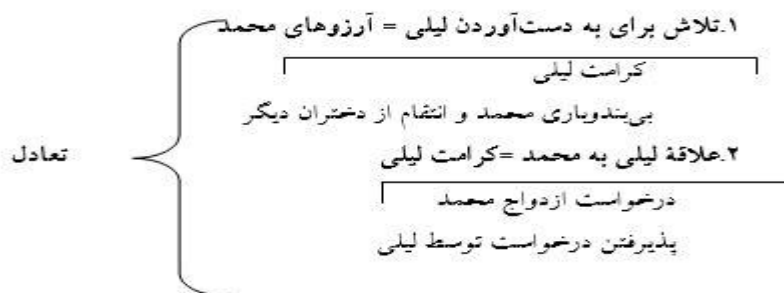 ۱.تلاش برای به دست‌آوردن لیلی = آرزوهای محمد
کرامت لیلی
بی‌بندوباری محمد و انتقام از دختران دیگر
۲.علاقهٔ لیلی به محمد =کرامت لیلی
تعادل
درخواست ازدواج محمد
پذیرفتن درخواست توسط لیلی